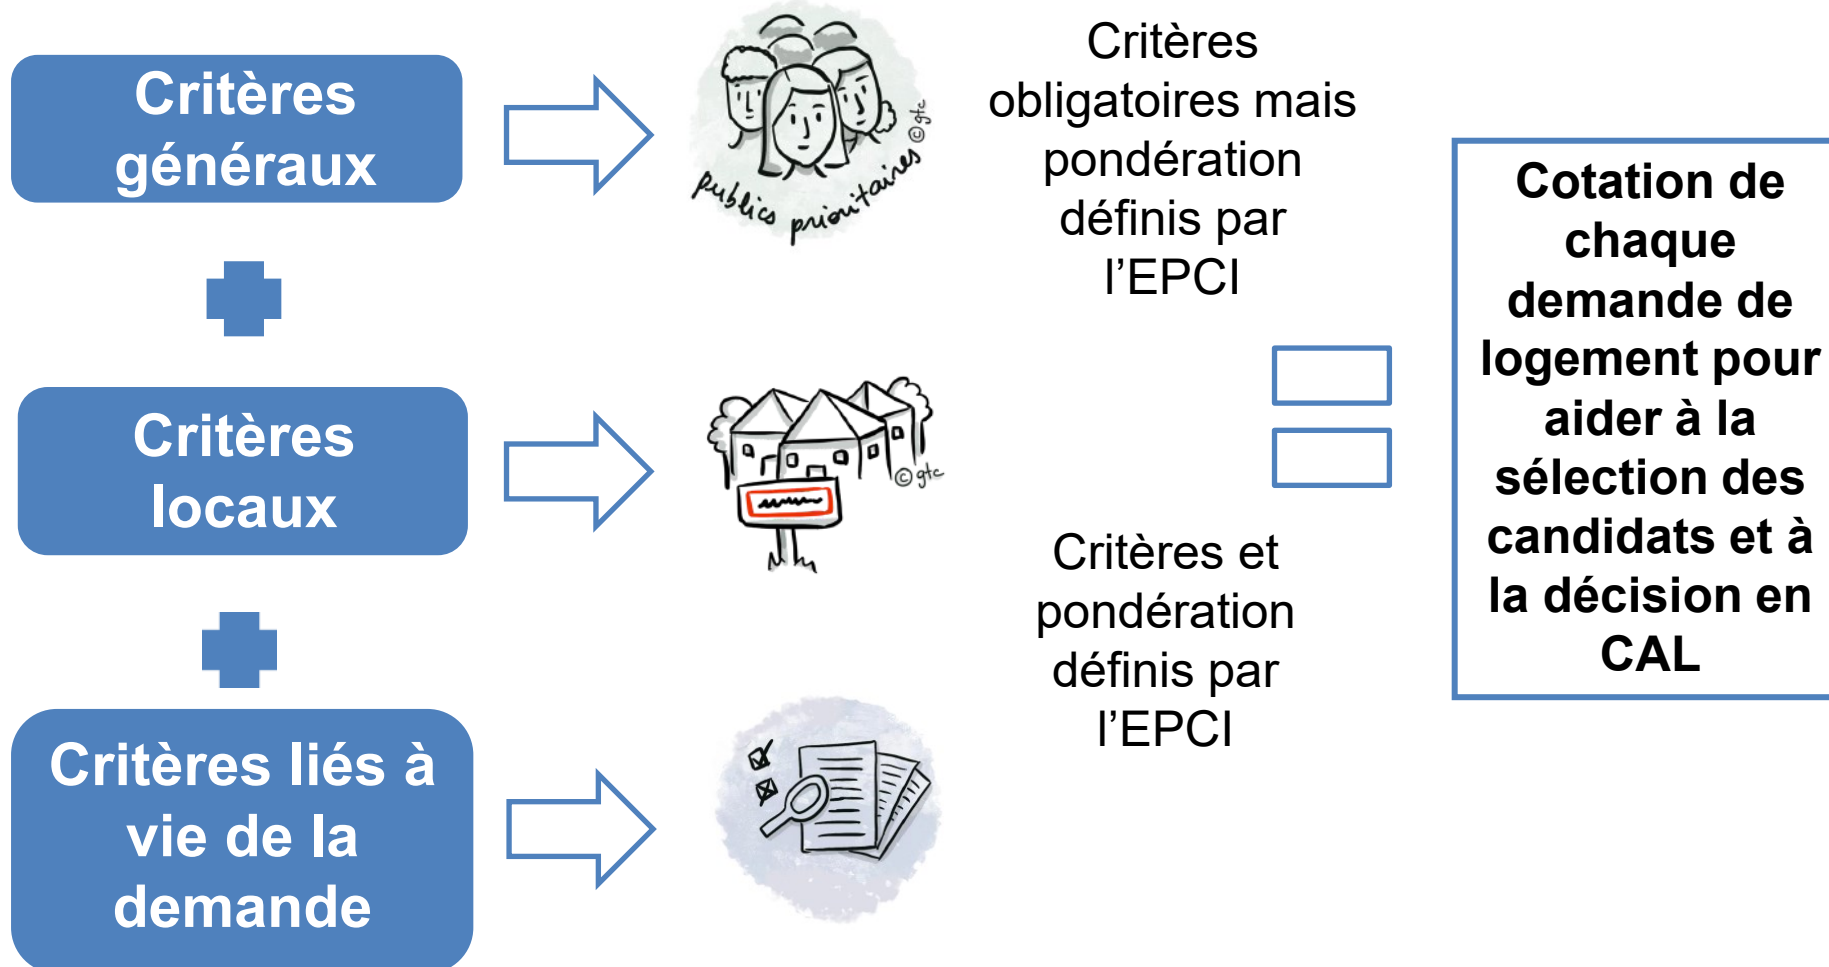 Critères
généraux
publics prioritaires
© gtc
Critères
obligatoires mais
pondération
définis par
l’EPCI
Critères
locaux
© gtc
Critères et
pondération
définis par
l’EPCI
Critères liés à
vie de la
demande
Cotation de
chaque
demande de
logement pour
aider à la
sélection des
candidats et à
la décision en
CAL